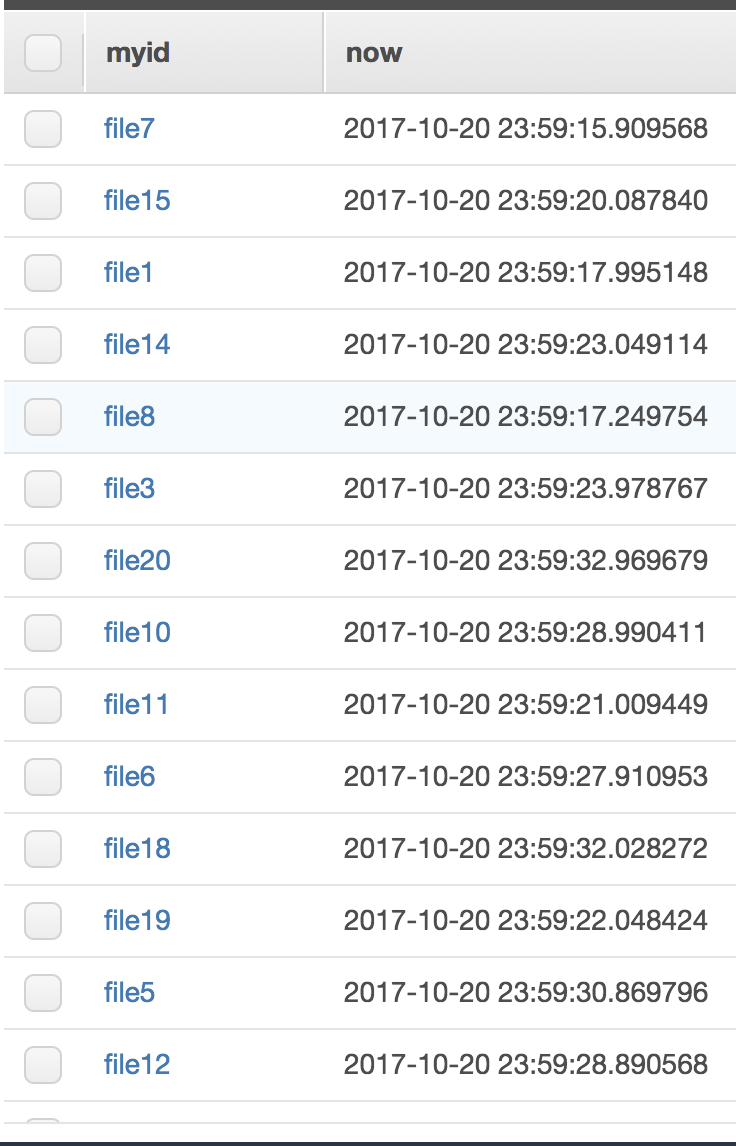 myid now
file7 2017-10-20 23:59:15.909568
file15 2017-10-20 23:59:20.087840
file1 2017-10-20 23:59:17.995148
file14 2017-10-20 23:59:23.049114
file8 2017-10-20 23:59:17.249754
file3 2017-10-20 23:59:23.978767
file20 2017-10-20 23:59:32.969679
file10 2017-10-20 23:59:28.990411
file11 2017-10-20 23:59:21.009449
file6 2017-10-20 23:59:27.910953
file18 2017-10-20 23:59:32.028272
file19 2017-10-20 23:59:22.048424
file5 2017-10-20 23:59:30.869796
file12 2017-10-20 23:59:28.890568